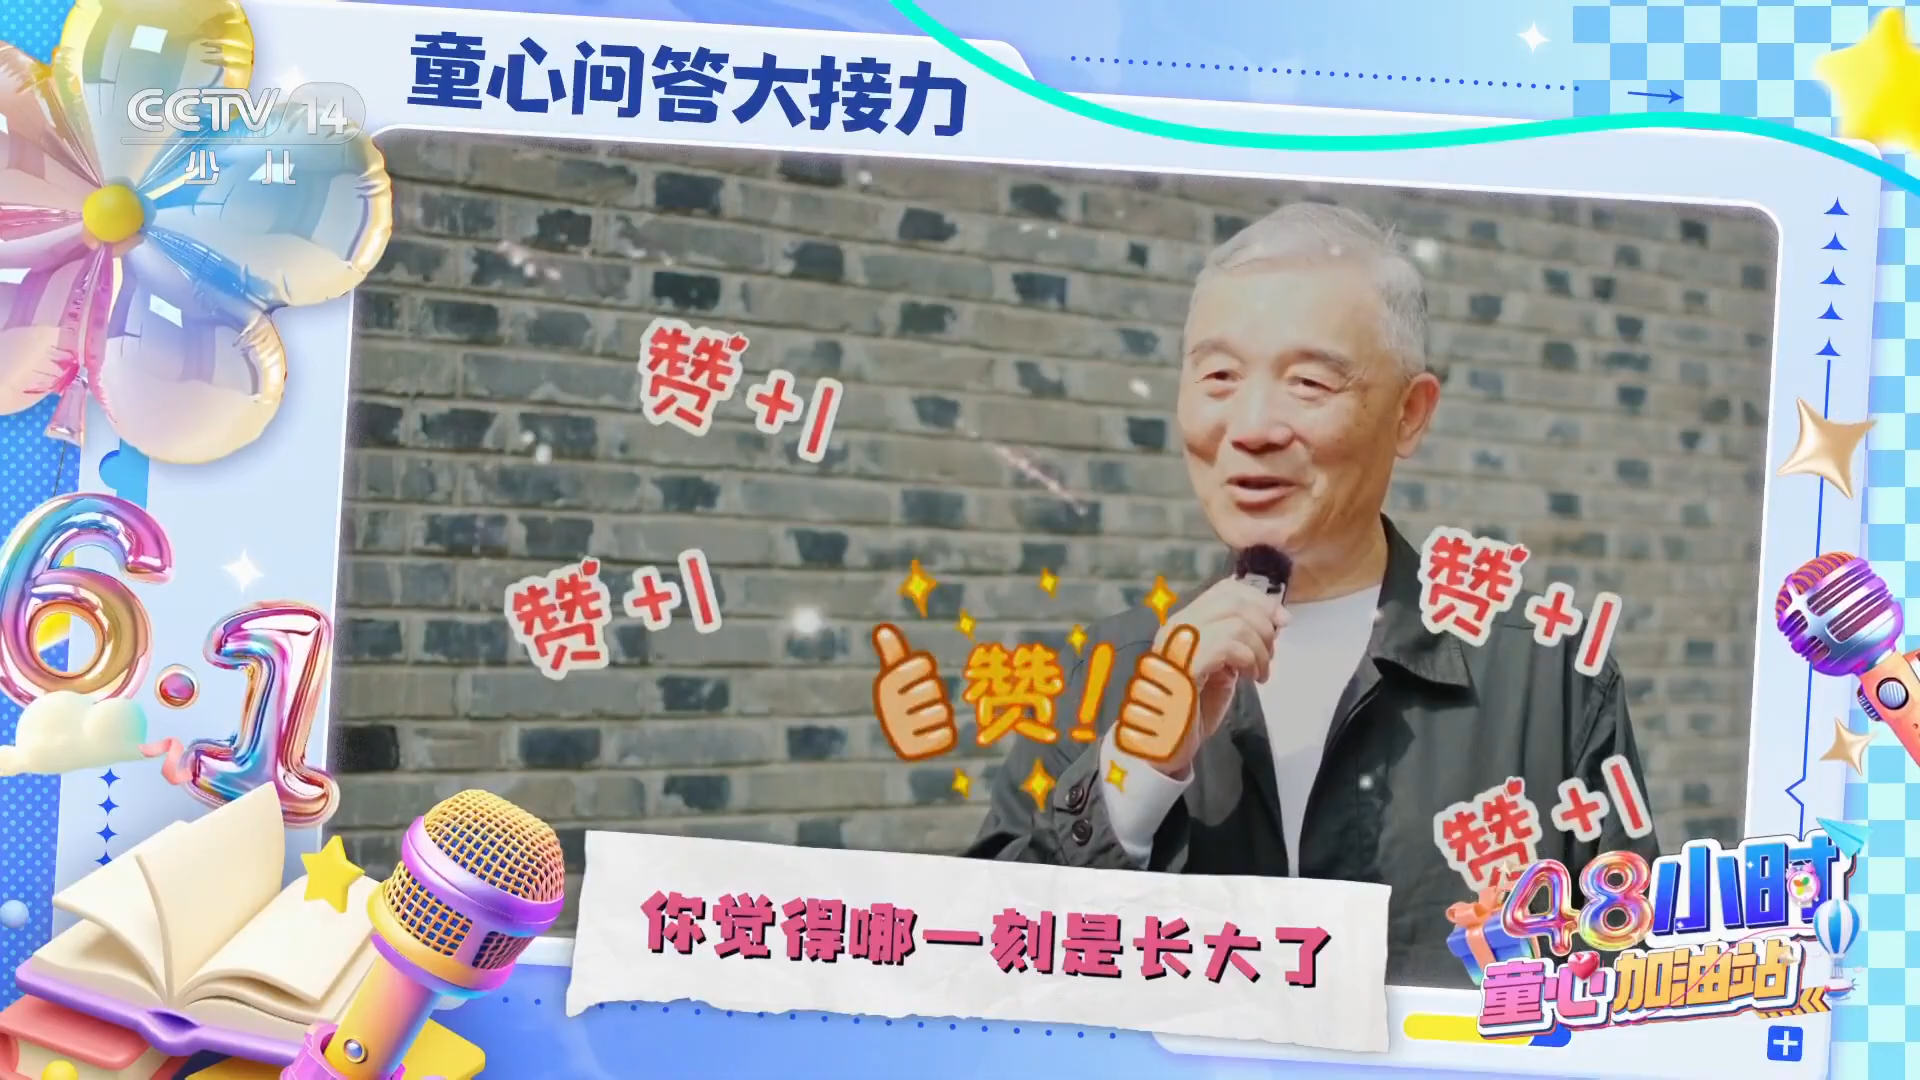 童心问答大接力
CCTV 14
少儿
赞+1
赞+1
赞!
赞+1
赞+1
你觉得哪一刻是长大了
48小时
童心加油站
6.1